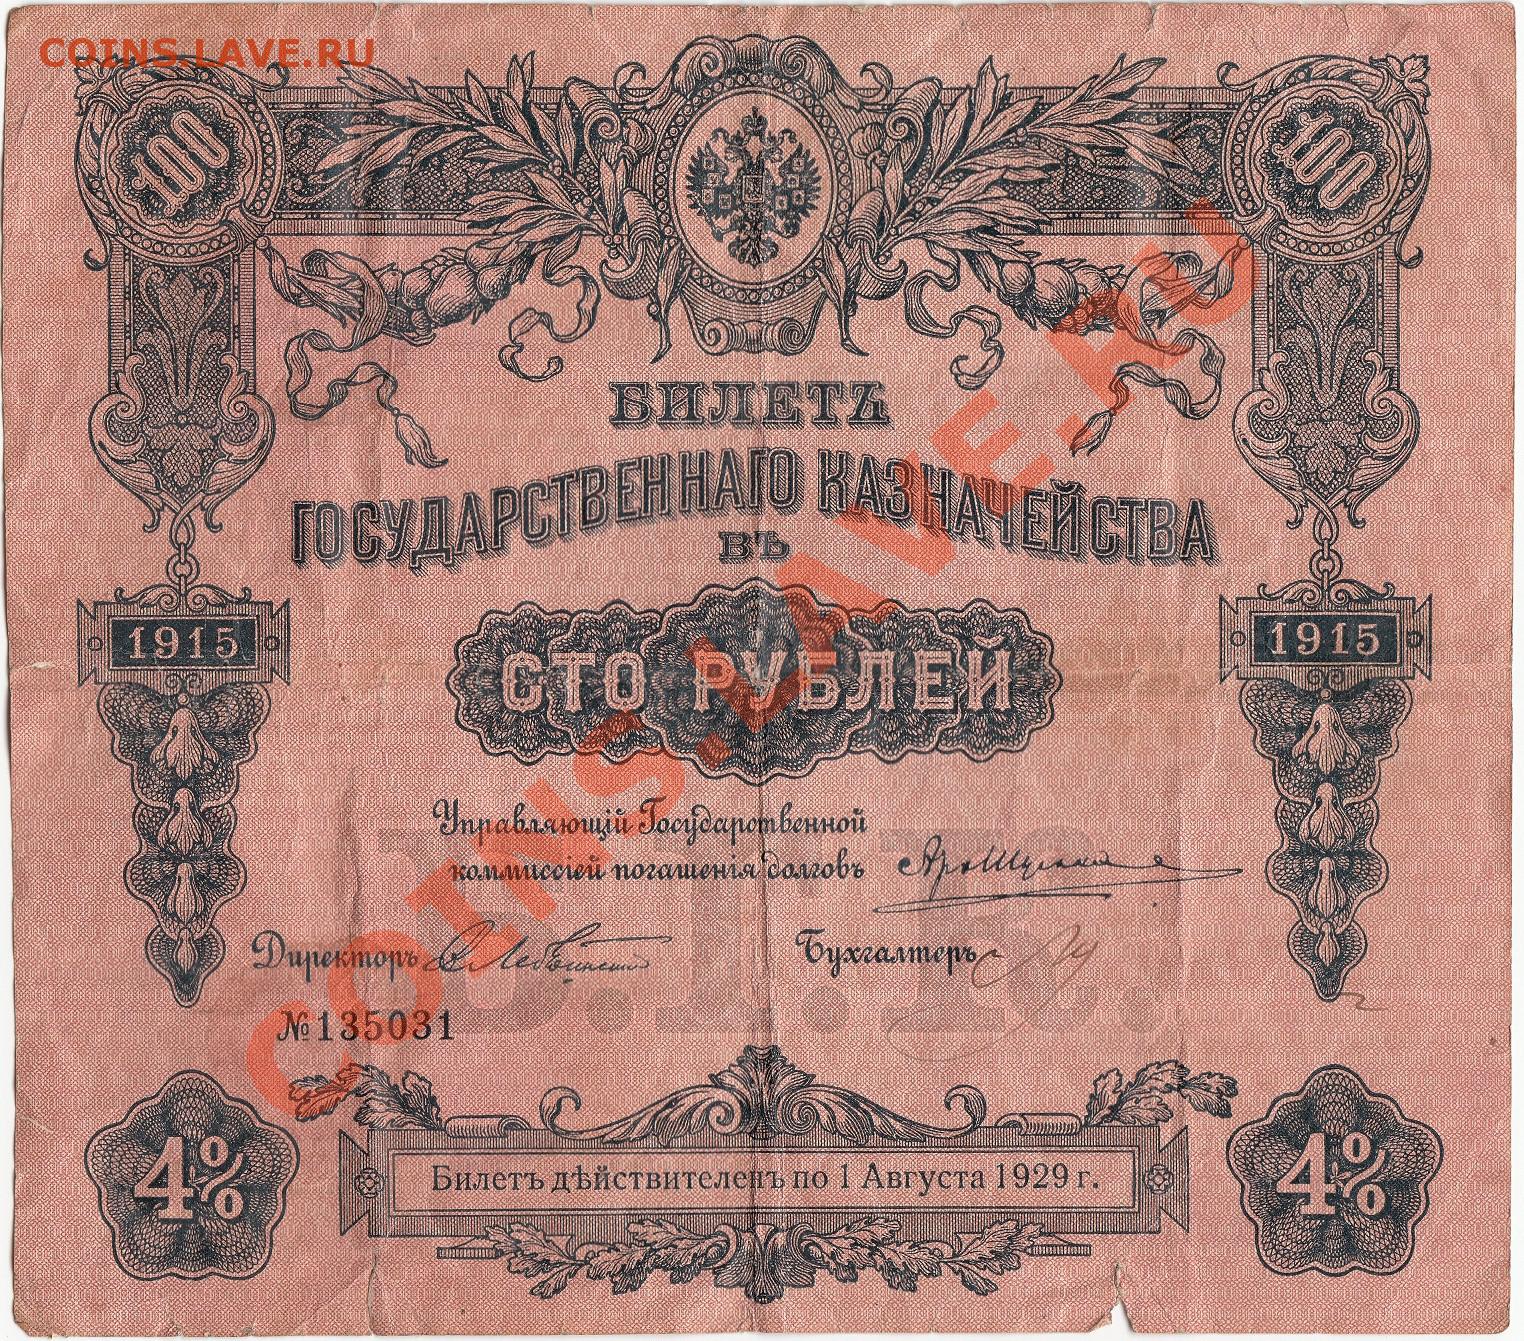 COINS.LAVE.RU
100
100
БИЛЕТЪ
ГОСУДАРСТВЕННАГО КАЗНАЧЕЙСТВА
ВЪ
1915
1915
СТО РУБЛЕЙ
Управляющій Государственной
коммиссіей погашенія долговъ
Директоръ
Бухгалтеръ
№135031
4%
4%
Билетъ дѣйствителенъ по 1 Августа 1929 г.
COINS.LAVE.RU